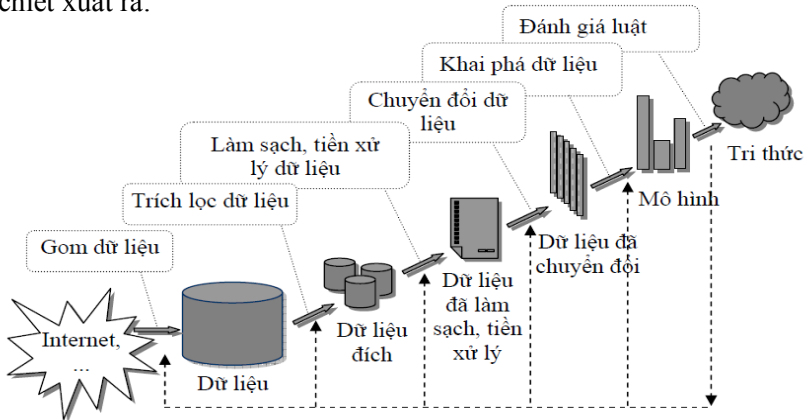 chiết xuất ra.
Đánh giá luật
Khai phá dữ liệu
Chuyển đổi dữ
liệu
Làm sạch, tiền xử
lý dữ liệu
Trích lọc dữ liệu
Gom dữ liệu
Internet,
...
Dữ liệu
Dữ liệu
đích
Dữ liệu
đã làm
sạch, tiền
xử lý
Dữ liệu đã
chuyển đổi
Mô hình
Tri thức